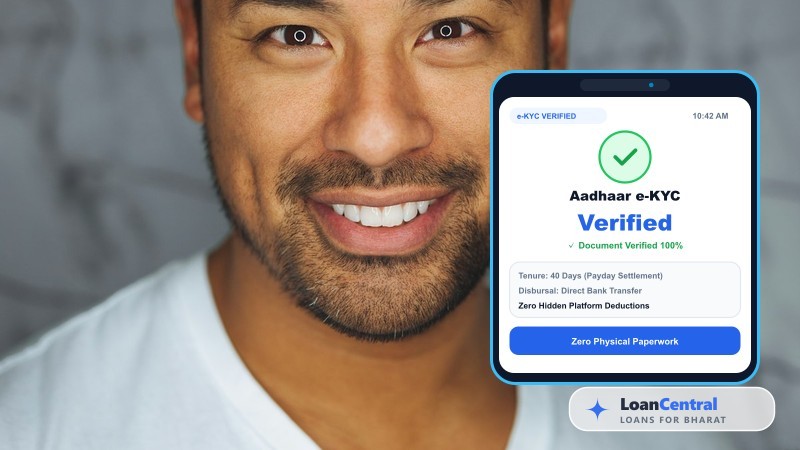 e-KYC VERIFIED 10:42 AM
Aadhaar e-KYC
Verified
✓ Document Verified 100%
Tenure: 40 Days (Payday Settlement)
Disbursal: Direct Bank Transfer
Zero Hidden Platform Deductions
Zero Physical Paperwork
LoanCentral
LOANS FOR BHARAT